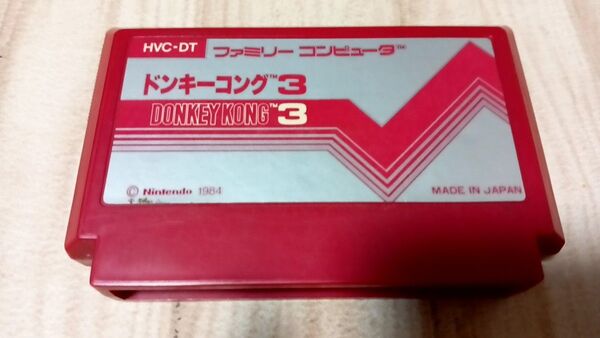 HVC-DT ファミリー コンピュータ™
ドンキーコング™3
DONKEY KONG™3
© Nintendo 1984
MADE IN JAPAN